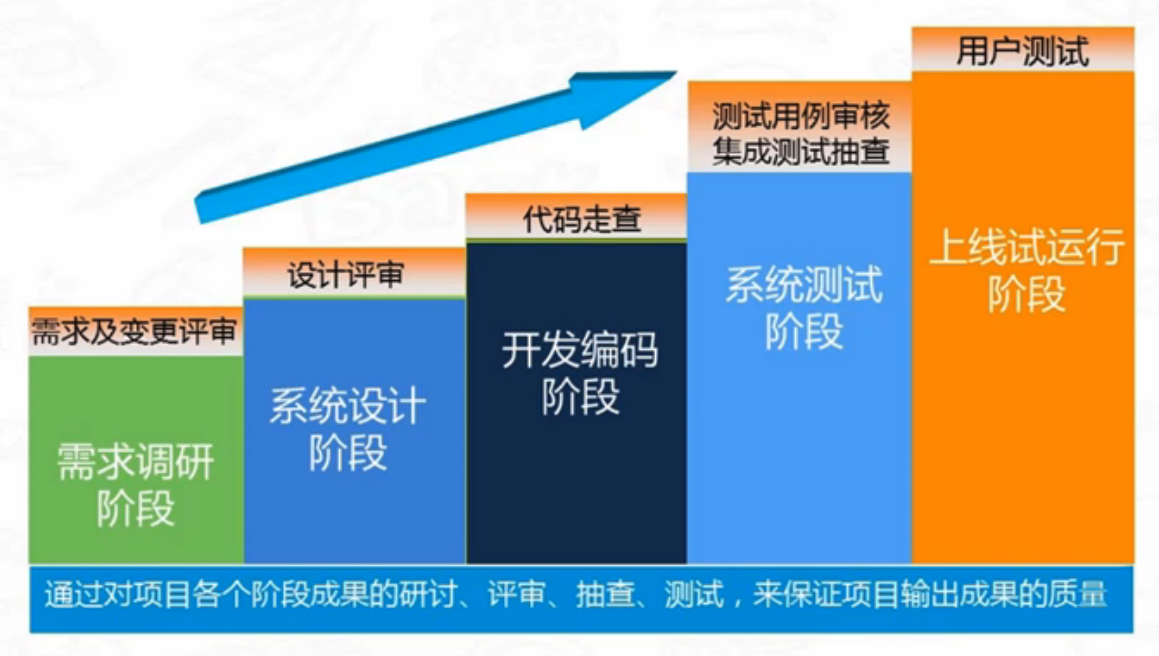 需求及变更评审
需求调研
阶段
设计评审
系统设计
阶段
代码走查
开发编码
阶段
测试用例审核
集成测试抽查
系统测试
阶段
用户测试
上线试运行
阶段
通过对项目各个阶段成果的研讨、评审、抽查、测试，来保证项目输出成果的质量